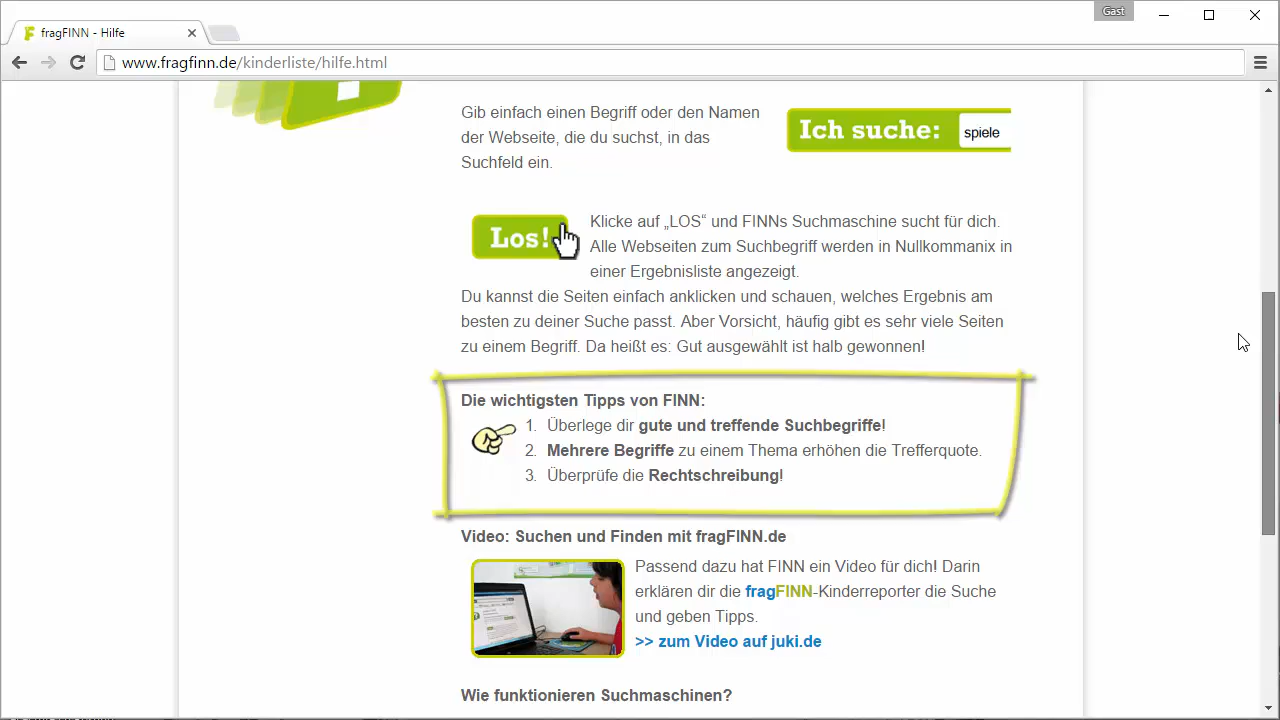 Gast
fragFINN - Hilfe
www.fragfinn.de/kinderliste/hilfe.html
Gib einfach einen Begriff oder den Namen
der Webseite, die du suchst, in das
Suchfeld ein.
Ich suche: spiele
Los!
Klicke auf „LOS“ und FINNs Suchmaschine sucht für dich.
Alle Webseiten zum Suchbegriff werden in Nullkommanix in
einer Ergebnisliste angezeigt.
Du kannst die Seiten einfach anklicken und schauen, welches Ergebnis am
besten zu deiner Suche passt. Aber Vorsicht, häufig gibt es sehr viele Seiten
zu einem Begriff. Da heißt es: Gut ausgewählt ist halb gewonnen!
Die wichtigsten Tipps von FINN:
1. Überlege dir gute und treffende Suchbegriffe!
2. Mehrere Begriffe zu einem Thema erhöhen die Trefferquote.
3. Überprüfe die Rechtschreibung!
Video: Suchen und Finden mit fragFINN.de
Passend dazu hat FINN ein Video für dich! Darin
erklären dir die fragFINN-Kinderreporter die Suche
und geben Tipps.
>> zum Video auf juki.de
Wie funktionieren Suchmaschinen?